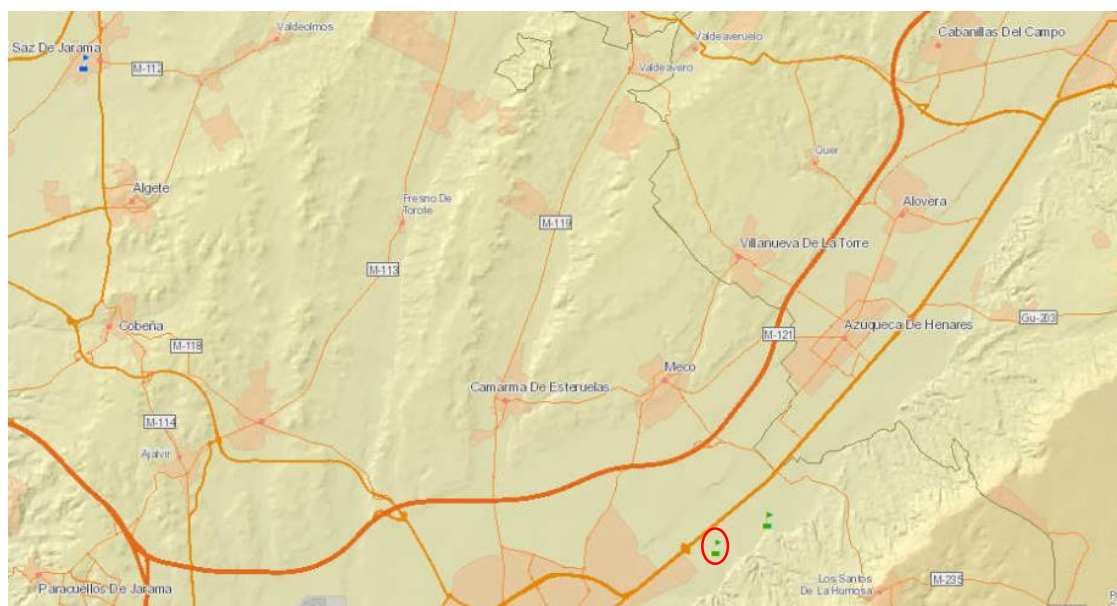 Valdeolmos
Saz De Jarama
M-112
Valdeaveruelo
Valdeavero
Cabanillas Del Campo
Quer
Algete
Fresno De
Torote
M-119
Alovera
Villanueva De La Torre
M-113
Cobeña
M-118
M-121
Azuqueca De Henares
Gu-203
Camarma De Esteruelas
Meco
M-114
Ajalvir
Paracuellos De Jarama
Los Santos
De La Humosa
M-235